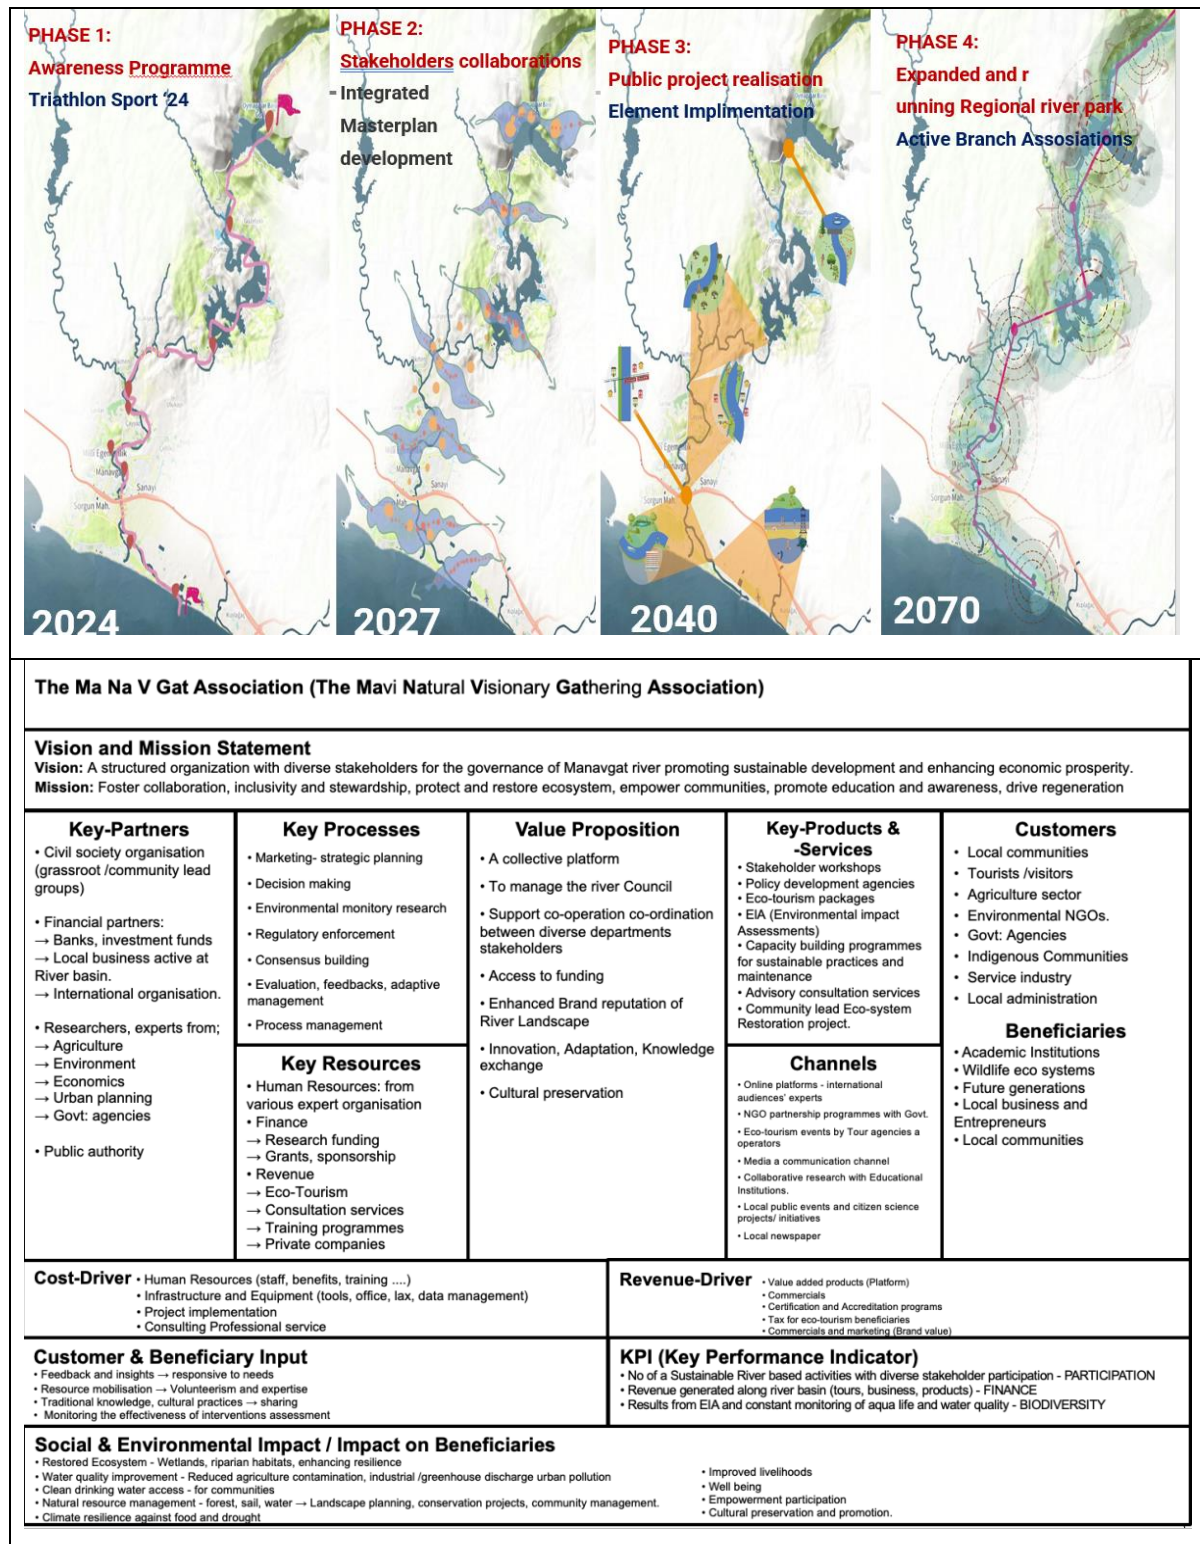 PHASE 1:
Awareness Programme
Triathlon Sport '24
2024
PHASE 2:
Stakeholders collaborations
Integrated
Masterplan
development
2027
PHASE 3:
Public project realisation
Element Implimentation
2040
PHASE 4:
Expanded and r
unning Regional river park
Active Branch Assosiations
2070
Manavgat
Sanayi
Sorgun Mah.
Sanayi
The Ma Na V Gat Association (The Mavi Natural Visionary Gathering Association)
Vision and Mission Statement
Vision: A structured organization with diverse stakeholders for the governance of Manavgat river promoting sustainable development and enhancing economic prosperity.
Mission: Foster collaboration, inclusivity and stewardship, protect and restore ecosystem, empower communities, promote education and awareness, drive regeneration
Key-Partners
• Civil society organisation
(grassroot /community lead
groups)
• Financial partners:
→ Banks, investment funds
→ Local business active at
River basin.
→ International organisation.
• Researchers, experts from;
→ Agriculture
→ Environment
→ Economics
→ Urban planning
→ Govt: agencies
• Public authority
Key Processes
• Marketing- strategic planning
• Decision making
• Environmental monitory research
• Regulatory enforcement
• Consensus building
• Evaluation, feedbacks, adaptive
management
• Process management
Key Resources
• Human Resources: from
various expert organisation
• Finance
→ Research funding
→ Grants, sponsorship
• Revenue
→ Eco-Tourism
→ Consultation services
→ Training programmes
→ Private companies
Value Proposition
• A collective platform
• To manage the river Council
• Support co-operation co-ordination
between diverse departments
stakeholders
• Access to funding
• Enhanced Brand reputation of
River Landscape
• Innovation, Adaptation, Knowledge
exchange
• Cultural preservation
Key-Products &
-Services
• Stakeholder workshops
• Policy development agencies
• Eco-tourism packages
• EIA (Environmental impact
Assessments)
• Capacity building programmes
for sustainable practices and
maintenance
• Advisory consultation services
• Community lead Eco-system
Restoration project.
Channels
• Online platforms - international
audiences' experts
• NGO partnership programmes with Govt.
• Eco-tourism events by Tour agencies a
operators
• Media a communication channel
• Collaborative research with Educational
Institutions.
• Local public events and citizen science
projects/ initiatives
• Local newspaper
Customers
• Local communities
• Tourists /visitors
• Agriculture sector
• Environmental NGOs.
• Govt: Agencies
• Indigenous Communities
• Service industry
• Local administration
Beneficiaries
• Academic Institutions
• Wildlife eco systems
• Future generations
• Local business and
Entrepreneurs
• Local communities
Cost-Driver
• Human Resources (staff, benefits, training ....)
• Infrastructure and Equipment (tools, office, lax, data management)
• Project implementation
• Consulting Professional service
Revenue-Driver
• Value added products (Platform)
• Commercials
• Certification and Accreditation programs
• Tax for eco-tourism beneficiaries
• Commercials and marketing (Brand value)
Customer & Beneficiary Input
• Feedback and insights → responsive to needs
• Resource mobilisation → Volunteerism and expertise
• Traditional knowledge, cultural practices → sharing
• Monitoring the effectiveness of interventions assessment
KPI (Key Performance Indicator)
• No of a Sustainable River based activities with diverse stakeholder participation - PARTICIPATION
• Revenue generated along river basin (tours, business, products) - FINANCE
• Results from EIA and constant monitoring of aqua life and water quality - BIODIVERSITY
Social & Environmental Impact / Impact on Beneficiaries
• Restored Ecosystem - Wetlands, riparian habitats, enhancing resilience
• Water quality improvement - Reduced agriculture contamination, industrial /greenhouse discharge urban pollution
• Clean drinking water access - for communities
• Natural resource management - forest, sail, water → Landscape planning, conservation projects, community management.
• Climate resilience against food and drought
• Improved livelihoods
• Well being
• Empowerment participation
• Cultural preservation and promotion.